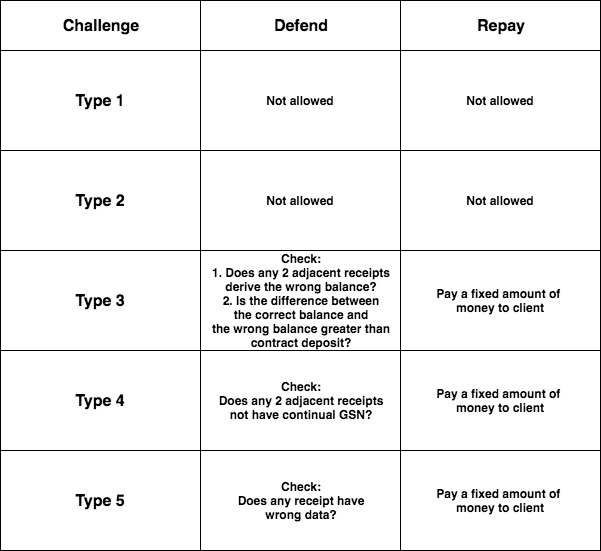 Challenge
Defend
Repay
Type 1
Not allowed
Not allowed
Type 2
Not allowed
Not allowed
Type 3
Check:
1. Does any 2 adjacent receipts
derive the wrong balance?
2. Is the difference between
the correct balance and
the wrong balance greater than
contract deposit?
Pay a fixed amount of
money to client
Type 4
Check:
Does any 2 adjacent receipts
not have continual GSN?
Pay a fixed amount of
money to client
Type 5
Check:
Does any receipt have
wrong data?
Pay a fixed amount of
money to client